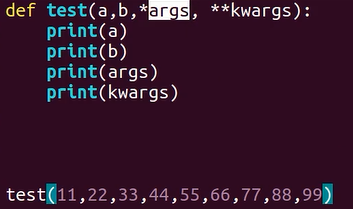 def test(a,b,*args, **kwargs):
    print(a)
    print(b)
    print(args)
    print(kwargs)
test(11,22,33,44,55,66,77,88,99)